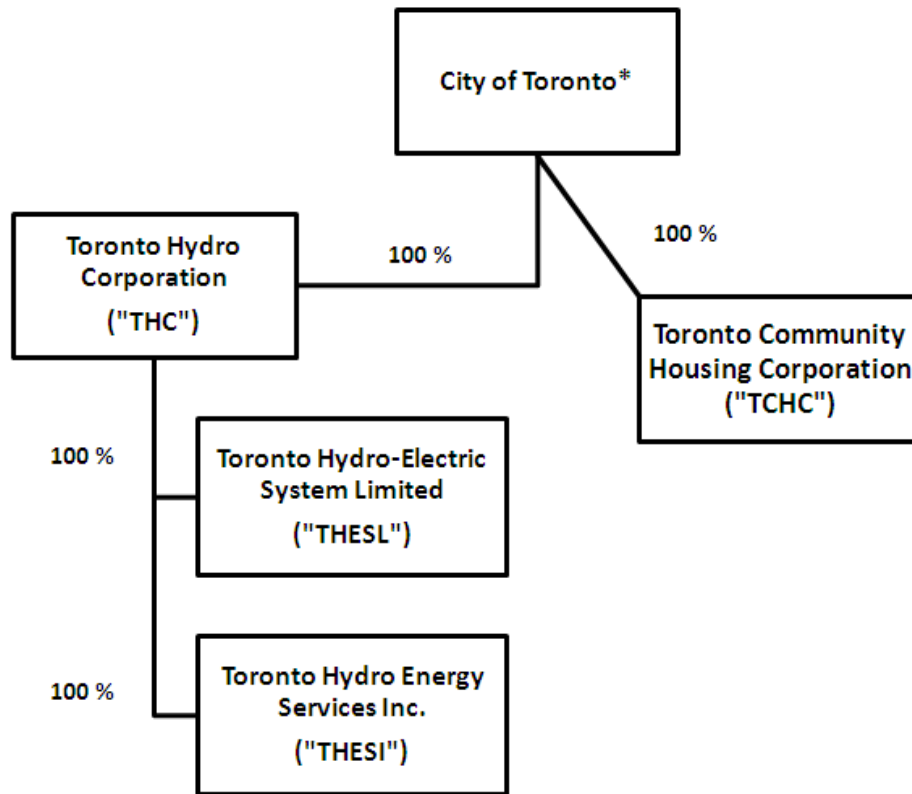 City of Toronto*
Toronto Hydro
Corporation
("THC")
100 %
100 %
Toronto Community
Housing Corporation
("TCHC")
100 %
Toronto Hydro-Electric
System Limited
("THESL")
100 %
Toronto Hydro Energy
Services Inc.
("THESI")